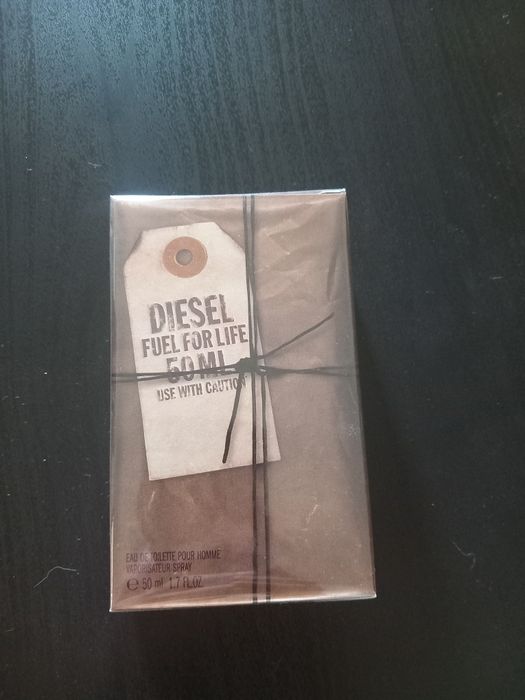 DIESEL
FUEL FOR LIFE
50 ML
USE WITH CAUTION
EAU DE TOILETTE POUR HOMME
VAPORISATEUR-SPRAY
℮ 50 ml 1.7 FL.OZ